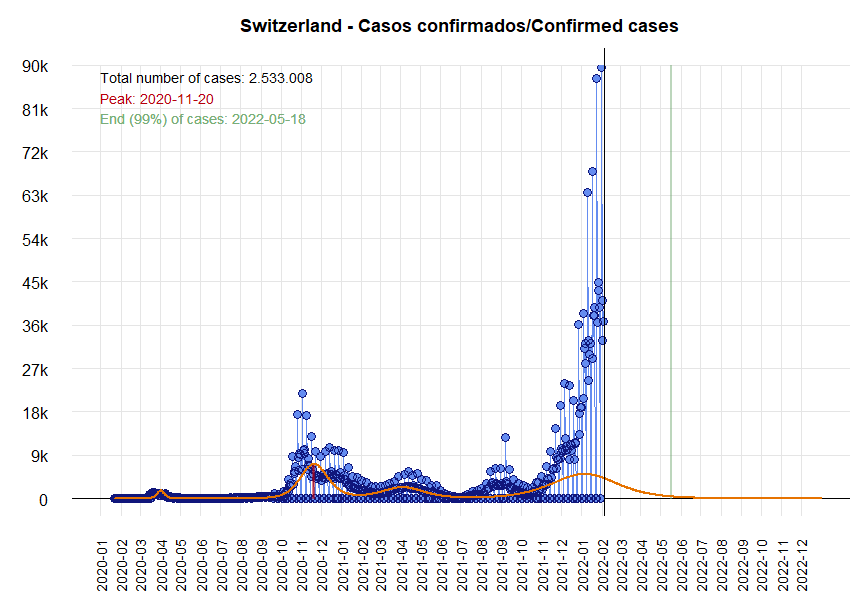 Switzerland - Casos confirmados/Confirmed cases
90k
81k
72k
63k
54k
45k
36k
27k
18k
9k
0
Total number of cases: 2.533.008
Peak: 2020-11-20
End (99%) of cases: 2022-05-18
2020-01
2020-02
2020-03
2020-04
2020-05
2020-06
2020-07
2020-08
2020-09
2020-10
2020-11
2020-12
2021-01
2021-02
2021-03
2021-04
2021-05
2021-06
2021-07
2021-08
2021-09
2021-10
2021-11
2021-12
2022-01
2022-02
2022-03
2022-04
2022-05
2022-06
2022-07
2022-08
2022-09
2022-10
2022-11
2022-12